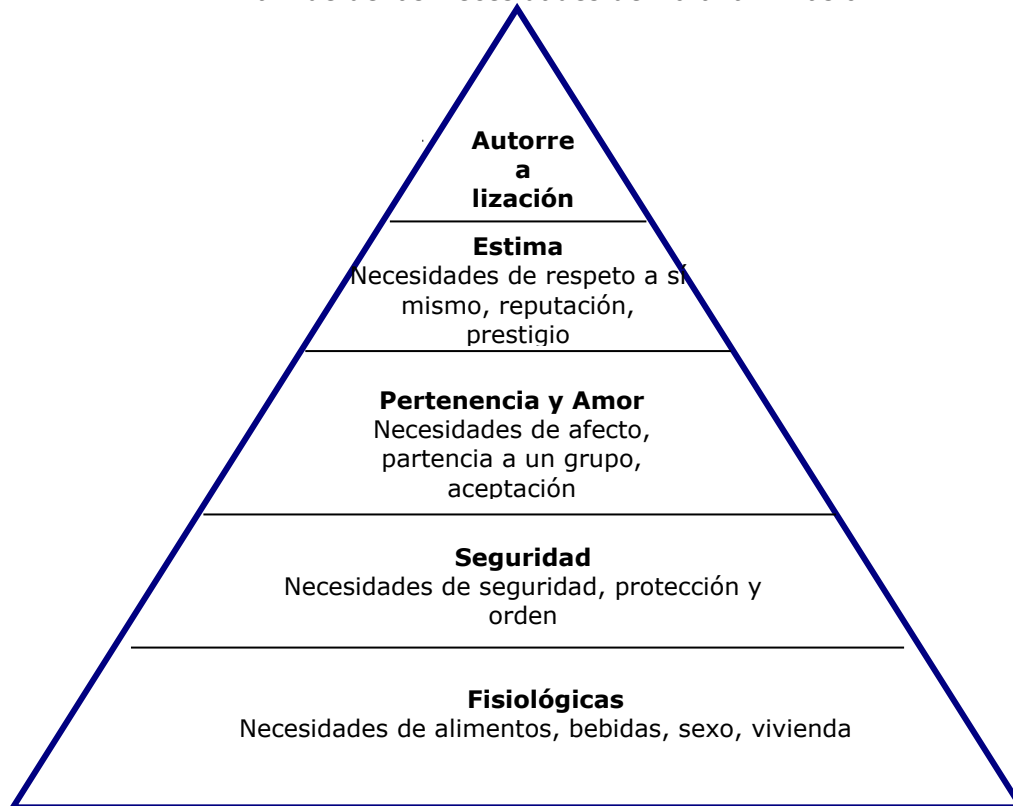 Autorre
a
lización
Estima
Necesidades de respeto a sí
mismo, reputación,
prestigio
Pertenencia y Amor
Necesidades de afecto,
partencia a un grupo,
aceptación
Seguridad
Necesidades de seguridad, protección y
orden
Fisiológicas
Necesidades de alimentos, bebidas, sexo, vivienda